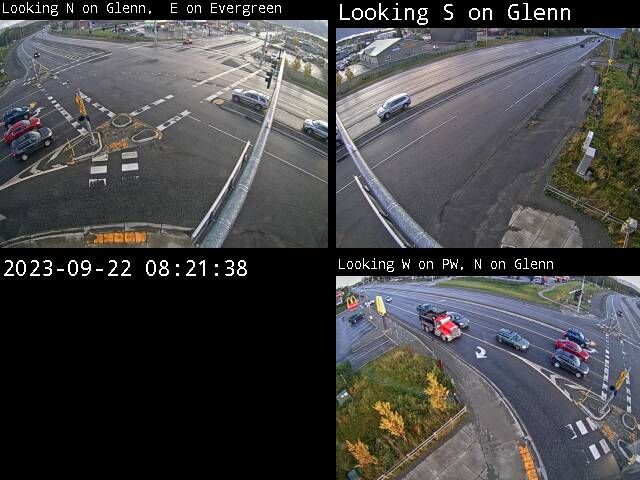 Looking N on Glenn,  E on Evergreen
Looking S on Glenn
2023-09-22 08:21:38
Looking W on PW, N on Glenn